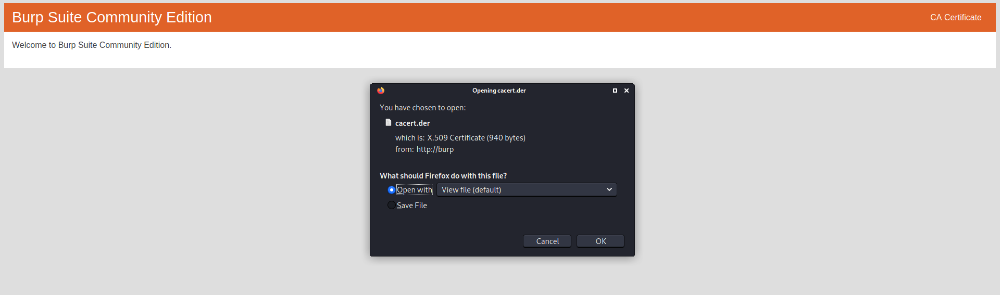 Burp Suite Community Edition
CA Certificate
Welcome to Burp Suite Community Edition.
Opening cacert.der
You have chosen to open:
cacert.der
which is: X.509 Certificate (940 bytes)
from: http://burp
What should Firefox do with this file?
Open with View file (default)
Save File
Cancel OK